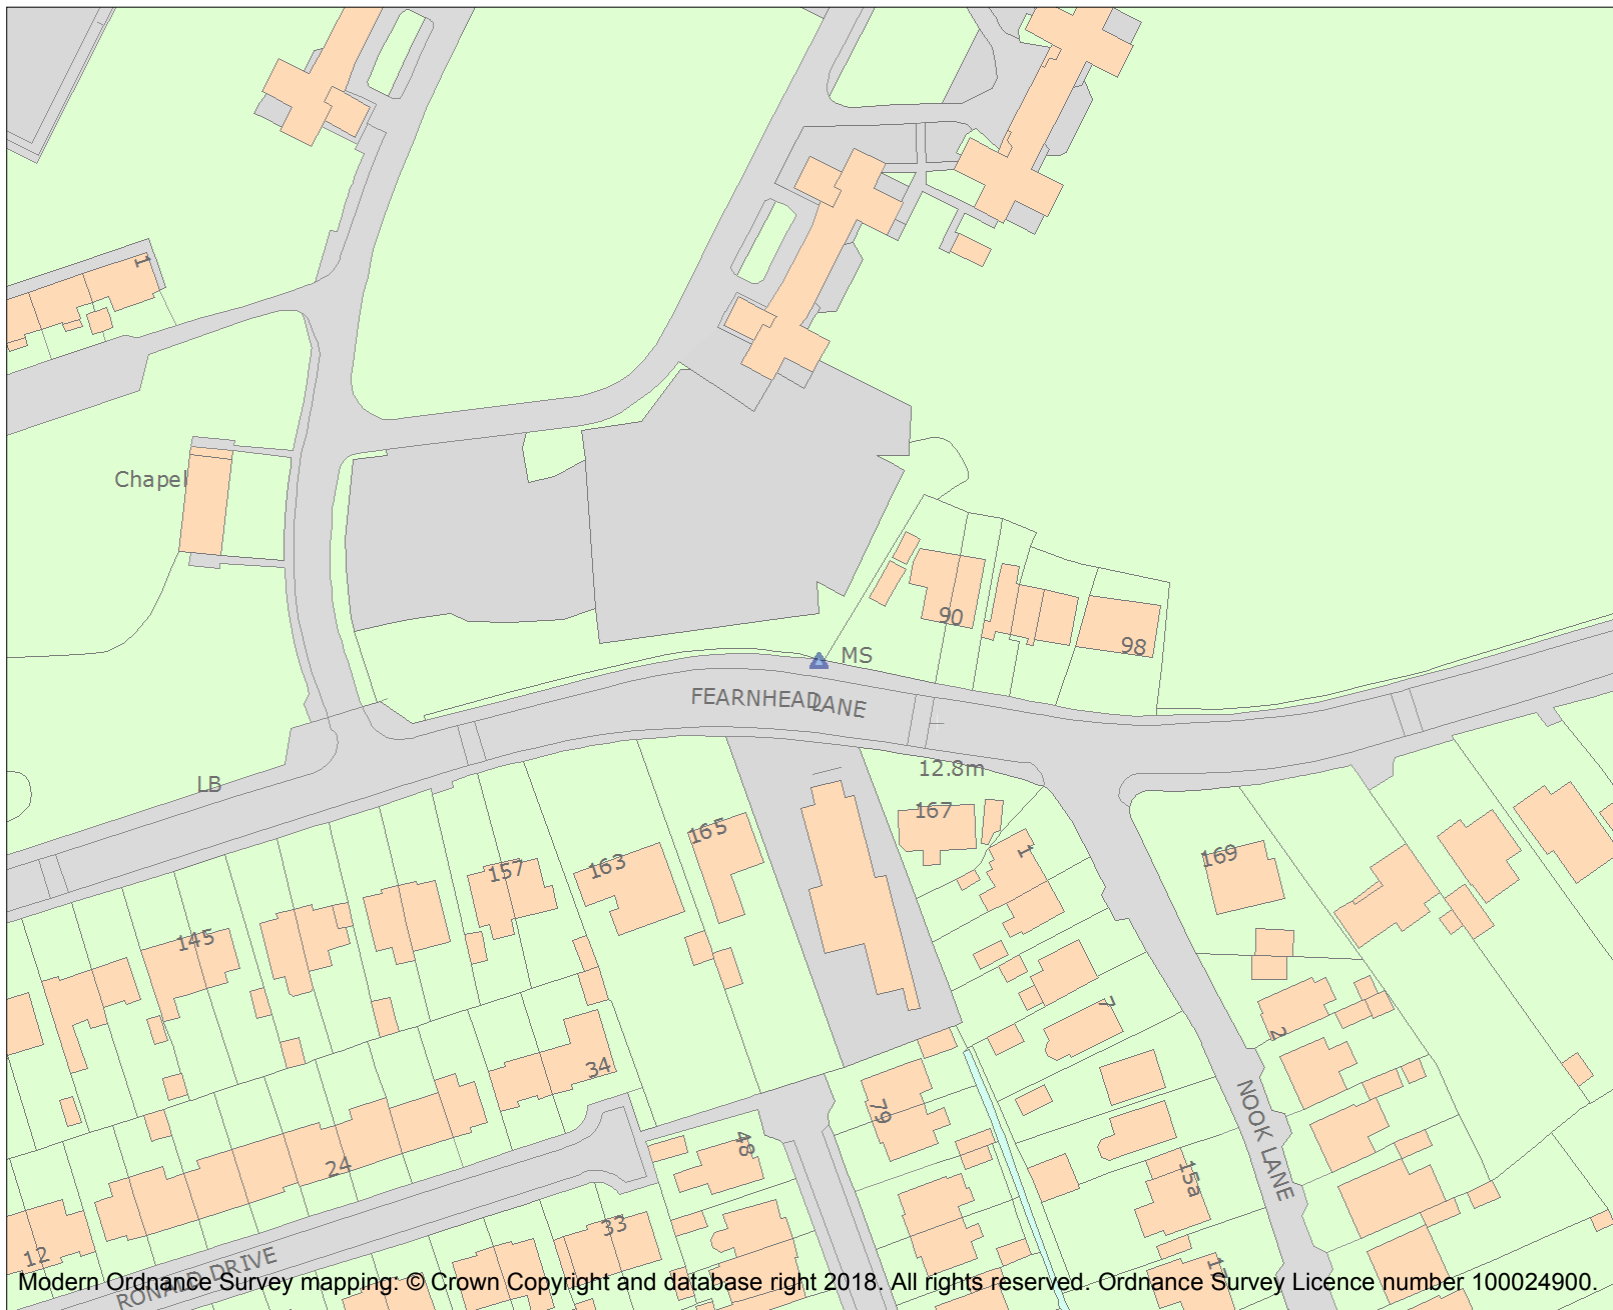 1
Chapel
90
98
MS
FEARNHEAD LANE
LB
12.8m
167
165
1
163
169
157
145
7
2
34
79
NOOK LANE
48
24
15a
33
12
RONALD DRIVE
Modern Ordnance Survey mapping: © Crown Copyright and database right 2018. All rights reserved. Ordnance Survey Licence number 100024900.